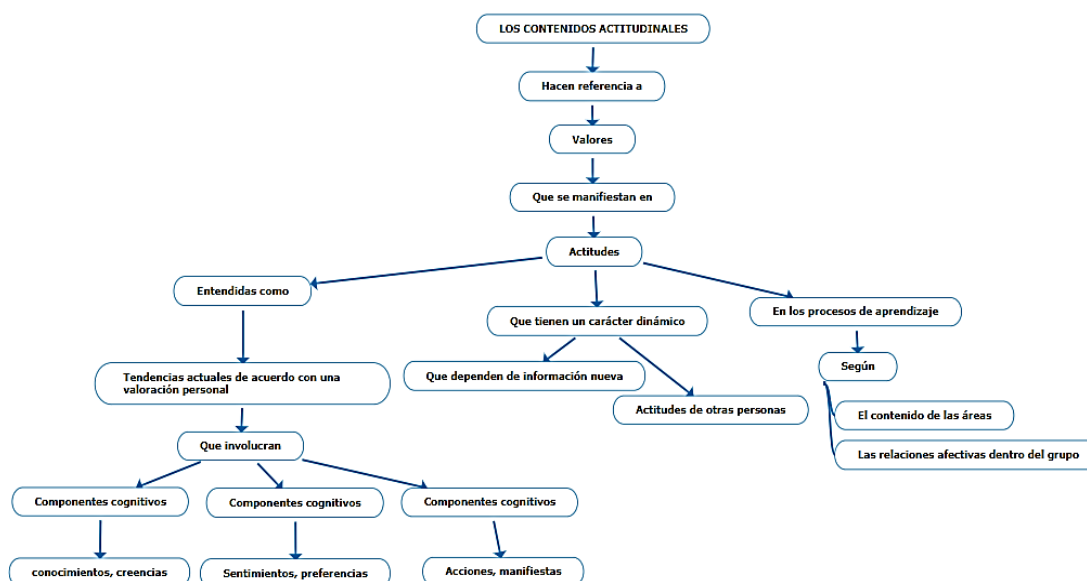 LOS CONTENIDOS ACTITUDINALES
Hacen referencia a
Valores
Que se manifiestan en
Actitudes
Entendidas como
Que tienen un carácter dinámico
En los procesos de aprendizaje
Tendencias actuales de acuerdo con una
valoración personal
Que dependen de información nueva
Actitudes de otras personas
Según
El contenido de las áreas
Las relaciones afectivas dentro del grupo
Que involucran
Componentes cognitivos
Componentes cognitivos
Componentes cognitivos
conocimientos, creencias
Sentimientos, preferencias
Acciones, manifiestas